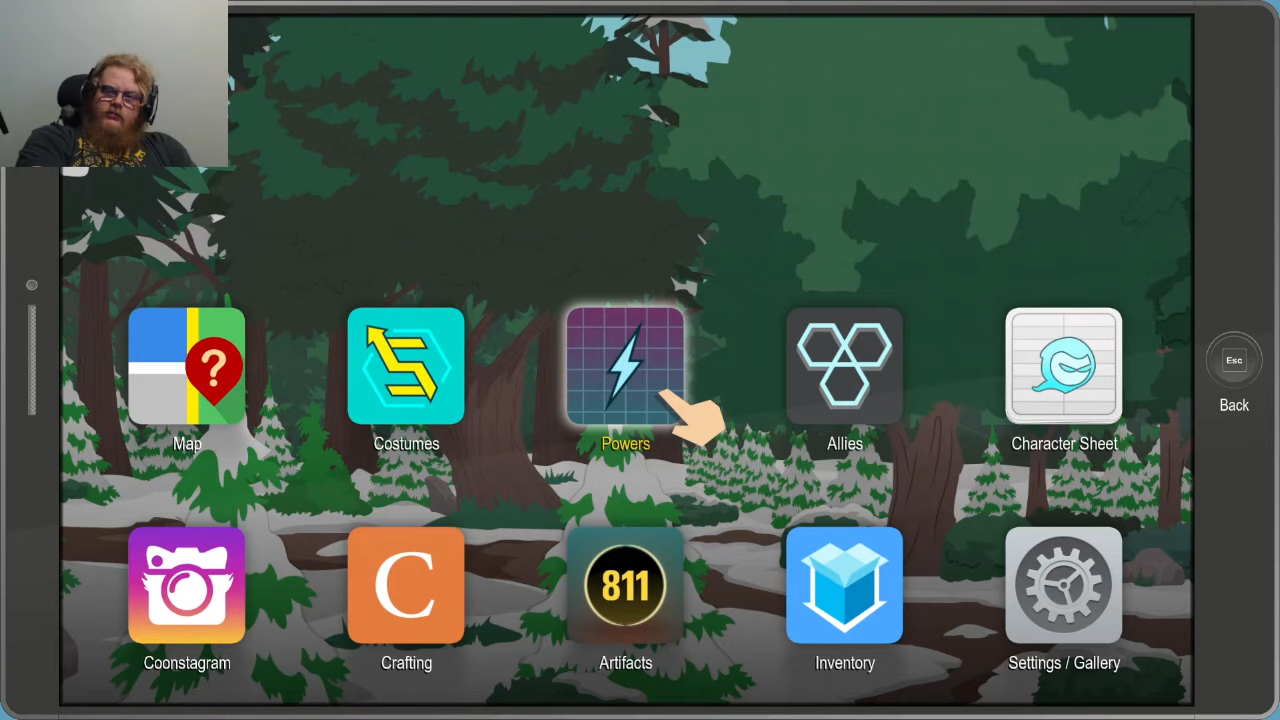 Map
Costumes
Powers
Allies
Character Sheet
Esc
Back
C
811
Coonstagram
Crafting
Artifacts
Inventory
Settings / Gallery